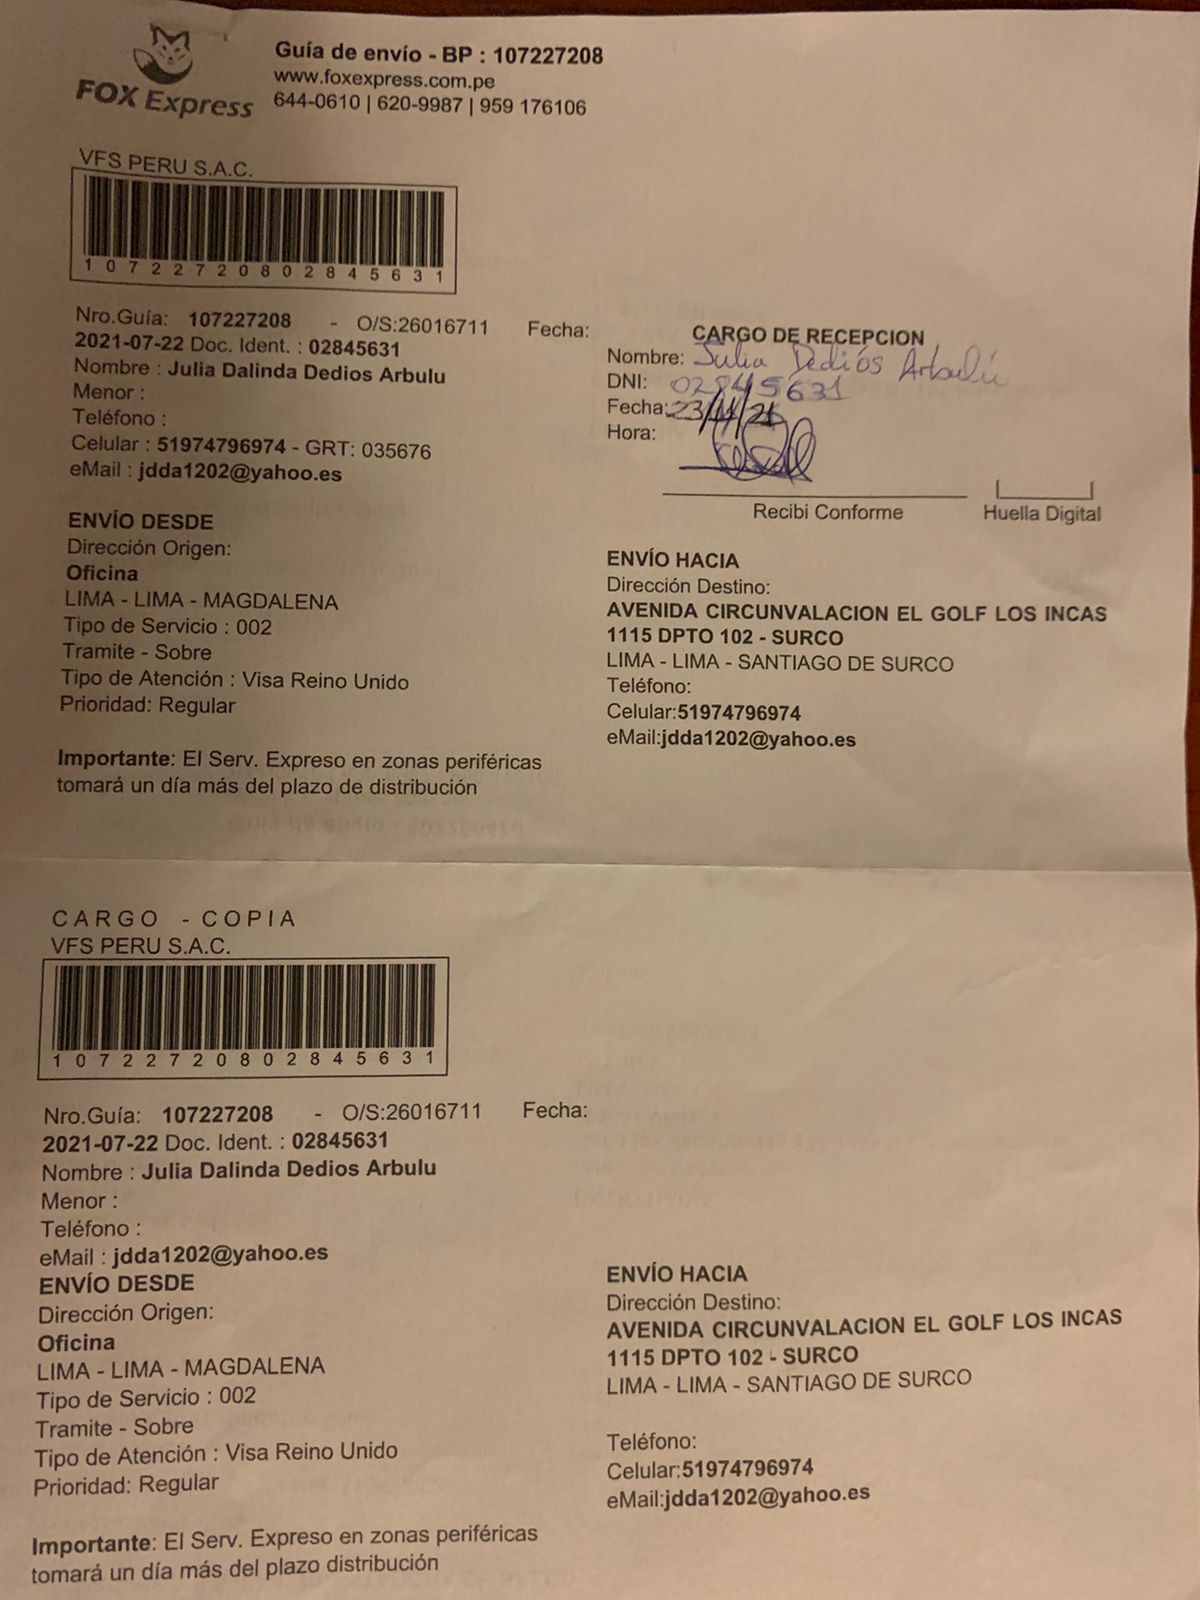 FOX Express
Guía de envío - BP : 107227208
www.foxexpress.com.pe
644-0610 | 620-9987 | 959 176106
VFS PERU S.A.C.
10722720802845631
Nro.Guía: 107227208 - O/S:26016711 Fecha:
2021-07-22 Doc. Ident. : 02845631
Nombre : Julia Dalinda Dedios Arbulu
Menor :
Teléfono :
Celular : 51974796974 - GRT: 035676
eMail : jdda1202@yahoo.es
CARGO DE RECEPCION
Nombre: Julia Dediós Arbulú
DNI: 02845631
Fecha: 23/11/21
Hora:
Recibi Conforme
Huella Digital
ENVÍO DESDE
Dirección Origen:
Oficina
LIMA - LIMA - MAGDALENA
Tipo de Servicio : 002
Tramite - Sobre
Tipo de Atención : Visa Reino Unido
Prioridad: Regular
ENVÍO HACIA
Dirección Destino:
AVENIDA CIRCUNVALACION EL GOLF LOS INCAS
1115 DPTO 102 - SURCO
LIMA - LIMA - SANTIAGO DE SURCO
Teléfono:
Celular:51974796974
eMail:jdda1202@yahoo.es
Importante: El Serv. Expreso en zonas periféricas
tomará un día más del plazo de distribución
CARGO - COPIA
VFS PERU S.A.C.
10722720802845631
Nro.Guía: 107227208 - O/S:26016711 Fecha:
2021-07-22 Doc. Ident. : 02845631
Nombre : Julia Dalinda Dedios Arbulu
Menor :
Teléfono :
eMail : jdda1202@yahoo.es
ENVÍO DESDE
Dirección Origen:
Oficina
LIMA - LIMA - MAGDALENA
Tipo de Servicio : 002
Tramite - Sobre
Tipo de Atención : Visa Reino Unido
Prioridad: Regular
ENVÍO HACIA
Dirección Destino:
AVENIDA CIRCUNVALACION EL GOLF LOS INCAS
1115 DPTO 102 - SURCO
LIMA - LIMA - SANTIAGO DE SURCO
Teléfono:
Celular:51974796974
eMail:jdda1202@yahoo.es
Importante: El Serv. Expreso en zonas periféricas
tomará un día más del plazo distribución